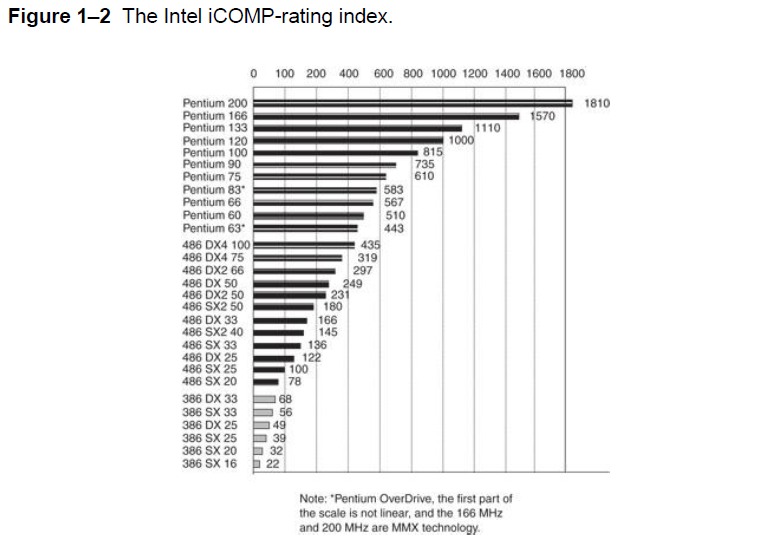 Figure 1–2 The Intel iCOMP-rating index.
0 100 200 400 600 800 1000 1200 1400 1600 1800
Pentium 200 1810
Pentium 166 1570
Pentium 133 1110
Pentium 120 1000
Pentium 100 815
Pentium 90 735
Pentium 75 610
Pentium 83* 583
Pentium 66 567
Pentium 60 510
Pentium 63* 443
486 DX4 100 435
486 DX4 75 319
486 DX2 66 297
486 DX 50 249
486 DX2 50 231
486 SX2 50 180
486 DX 33 166
486 SX2 40 145
486 SX 33 136
486 DX 25 122
486 SX 25 100
486 SX 20 78
386 DX 33 68
386 SX 33 56
386 DX 25 49
386 SX 25 39
386 SX 20 32
386 SX 16 22
Note: *Pentium OverDrive, the first part of
the scale is not linear, and the 166 MHz
and 200 MHz are MMX technology.